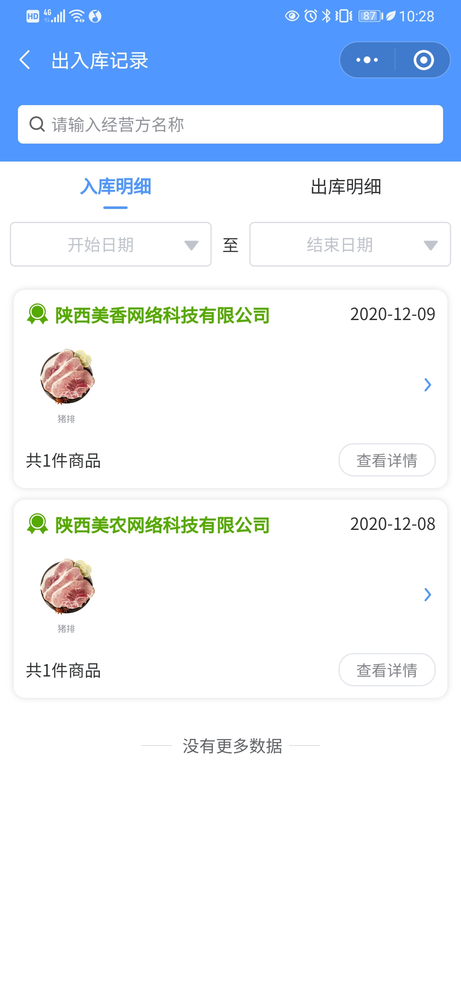 HD 4G 87 10:28
出入库记录
请输入经营方名称
入库明细 出库明细
开始日期 至 结束日期
陕西美香网络科技有限公司 2020-12-09
猪排
共1件商品 查看详情
陕西美农网络科技有限公司 2020-12-08
猪排
共1件商品 查看详情
没有更多数据